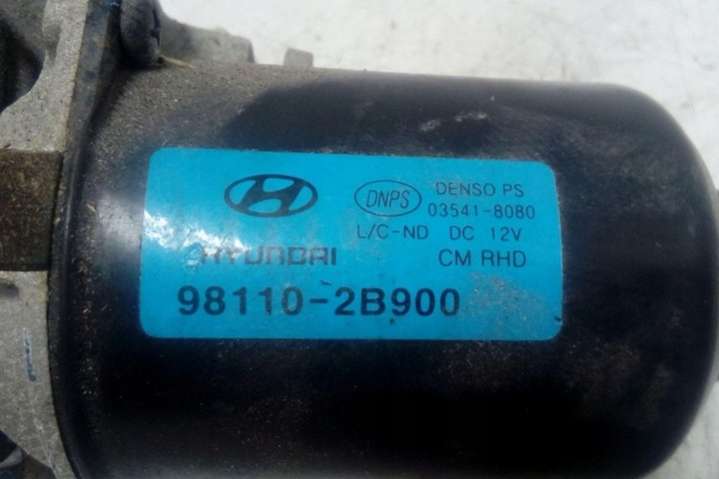 DNPS DENSO PS
03541-8080
L/C-ND DC 12V
HYUNDAI CM RHD
98110-2B900